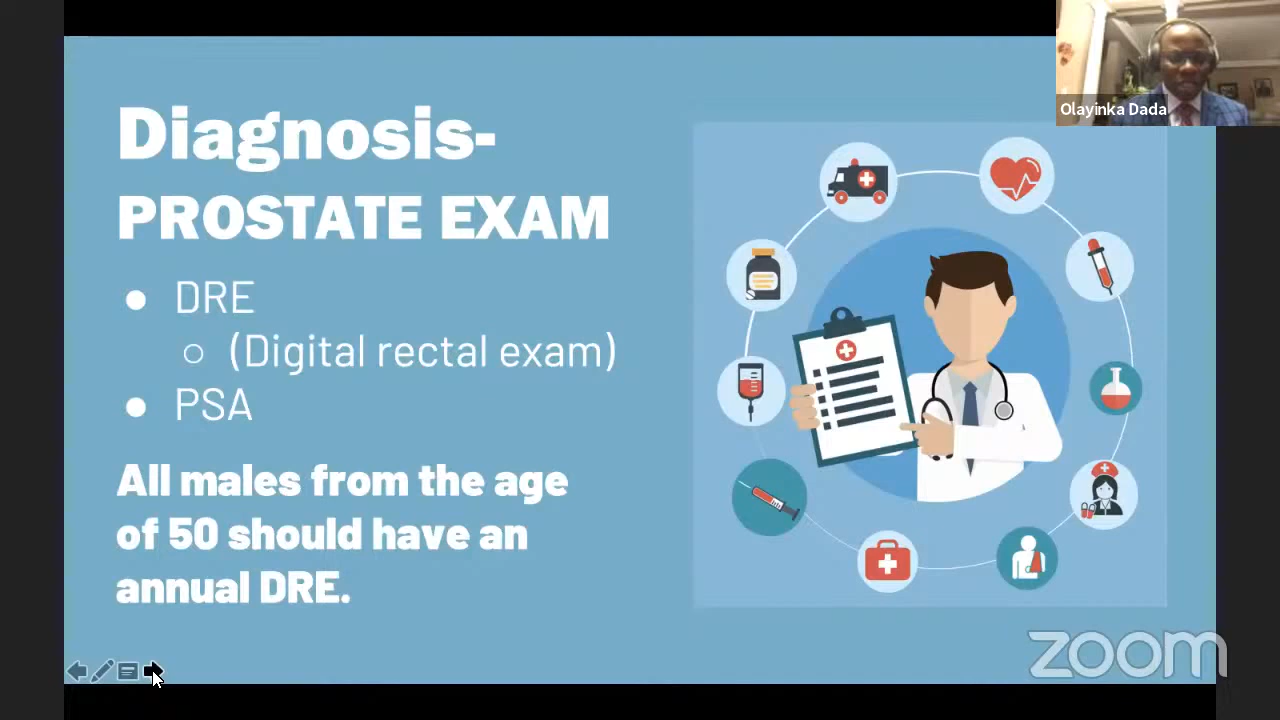 Diagnosis-
PROSTATE EXAM
● DRE
○ (Digital rectal exam)
● PSA
All males from the age
of 50 should have an
annual DRE.
Olayinka Dada
zoom